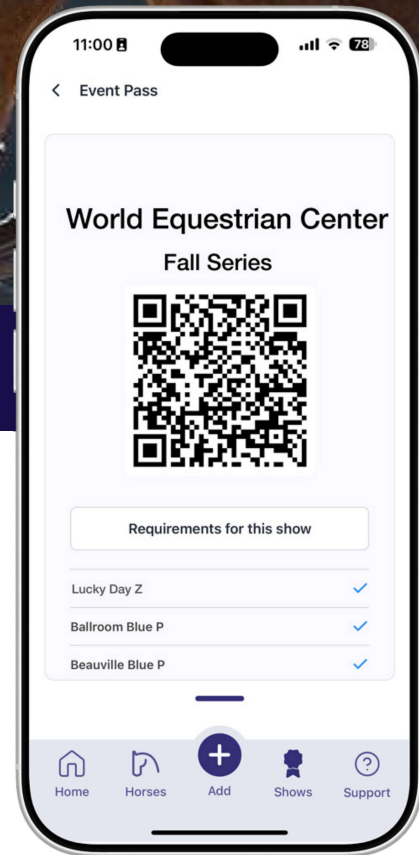 11:00
78
Event Pass
World Equestrian Center
Fall Series
Requirements for this show
Lucky Day Z
Ballroom Blue P
Beauville Blue P
Home Horses Add Shows Support